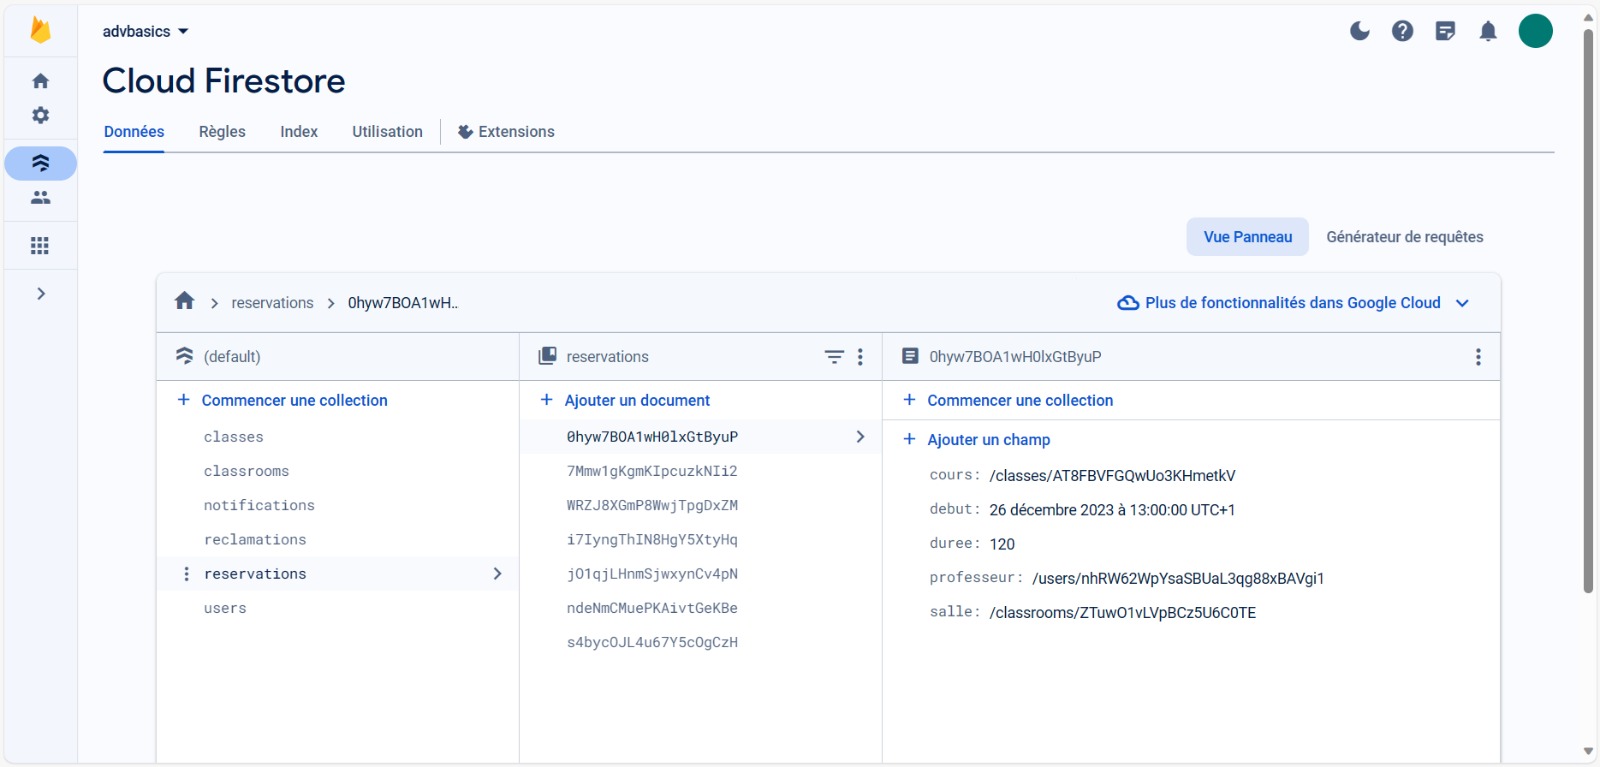 advbasics
Cloud Firestore
Données Règles Index Utilisation Extensions
Vue Panneau Générateur de requêtes
reservations 0hyw7BOA1wH.. Plus de fonctionnalités dans Google Cloud
(default) reservations 0hyw7BOA1wH0lxGtByuP
+ Commencer une collection
classes
classrooms
notifications
reclamations
reservations
users
+ Ajouter un document
0hyw7BOA1wH0lxGtByuP
7Mmw1gKgmKIpcuzkNIi2
WRZJ8XGmP8WwjTpgDxZM
i7IyngThIN8HgY5XtyHq
jO1qjLHnmSjwxynCv4pN
ndeNmCMuePKAivtGeKBe
s4bycOJL4u67Y5cOgCzH
+ Commencer une collection
+ Ajouter un champ
cours: /classes/AT8FBVFGQwUo3KHmetkV
debut: 26 décembre 2023 à 13:00:00 UTC+1
duree: 120
professeur: /users/nhRW62WpYsaSBUaL3qg88xBAVgi1
salle: /classrooms/ZTuwO1vLVpBCz5U6C0TE